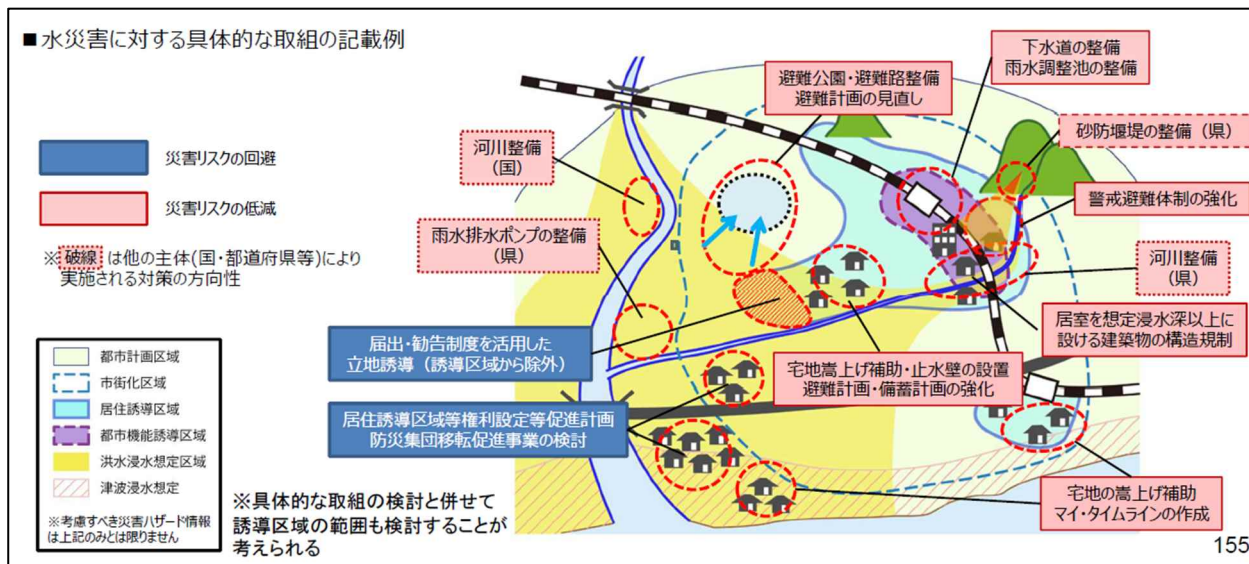 ■ 水災害に対する具体的な取組の記載例
災害リスクの回避
災害リスクの低減
※ 破線 は他の主体(国・都道府県等)により
実施される対策の方向性
都市計画区域
市街化区域
居住誘導区域
都市機能誘導区域
洪水浸水想定区域
津波浸水想定
※考慮すべき災害ハザード情報
は上記のみとは限りません
河川整備
(国)
雨水排水ポンプの整備
(県)
避難公園・避難路整備
避難計画の見直し
下水道の整備
雨水調整池の整備
砂防堰堤の整備(県)
警戒避難体制の強化
河川整備
(県)
居室を想定浸水深以上に
設ける建築物の構造規制
届出・勧告制度を活用した
立地誘導(誘導区域から除外)
宅地嵩上げ補助・止水壁の設置
避難計画・備蓄計画の強化
居住誘導区域等権利設定等促進計画
防災集団移転促進事業の検討
宅地の嵩上げ補助
マイ・タイムラインの作成
※具体的な取組の検討と併せて
誘導区域の範囲も検討することが
考えられる
155